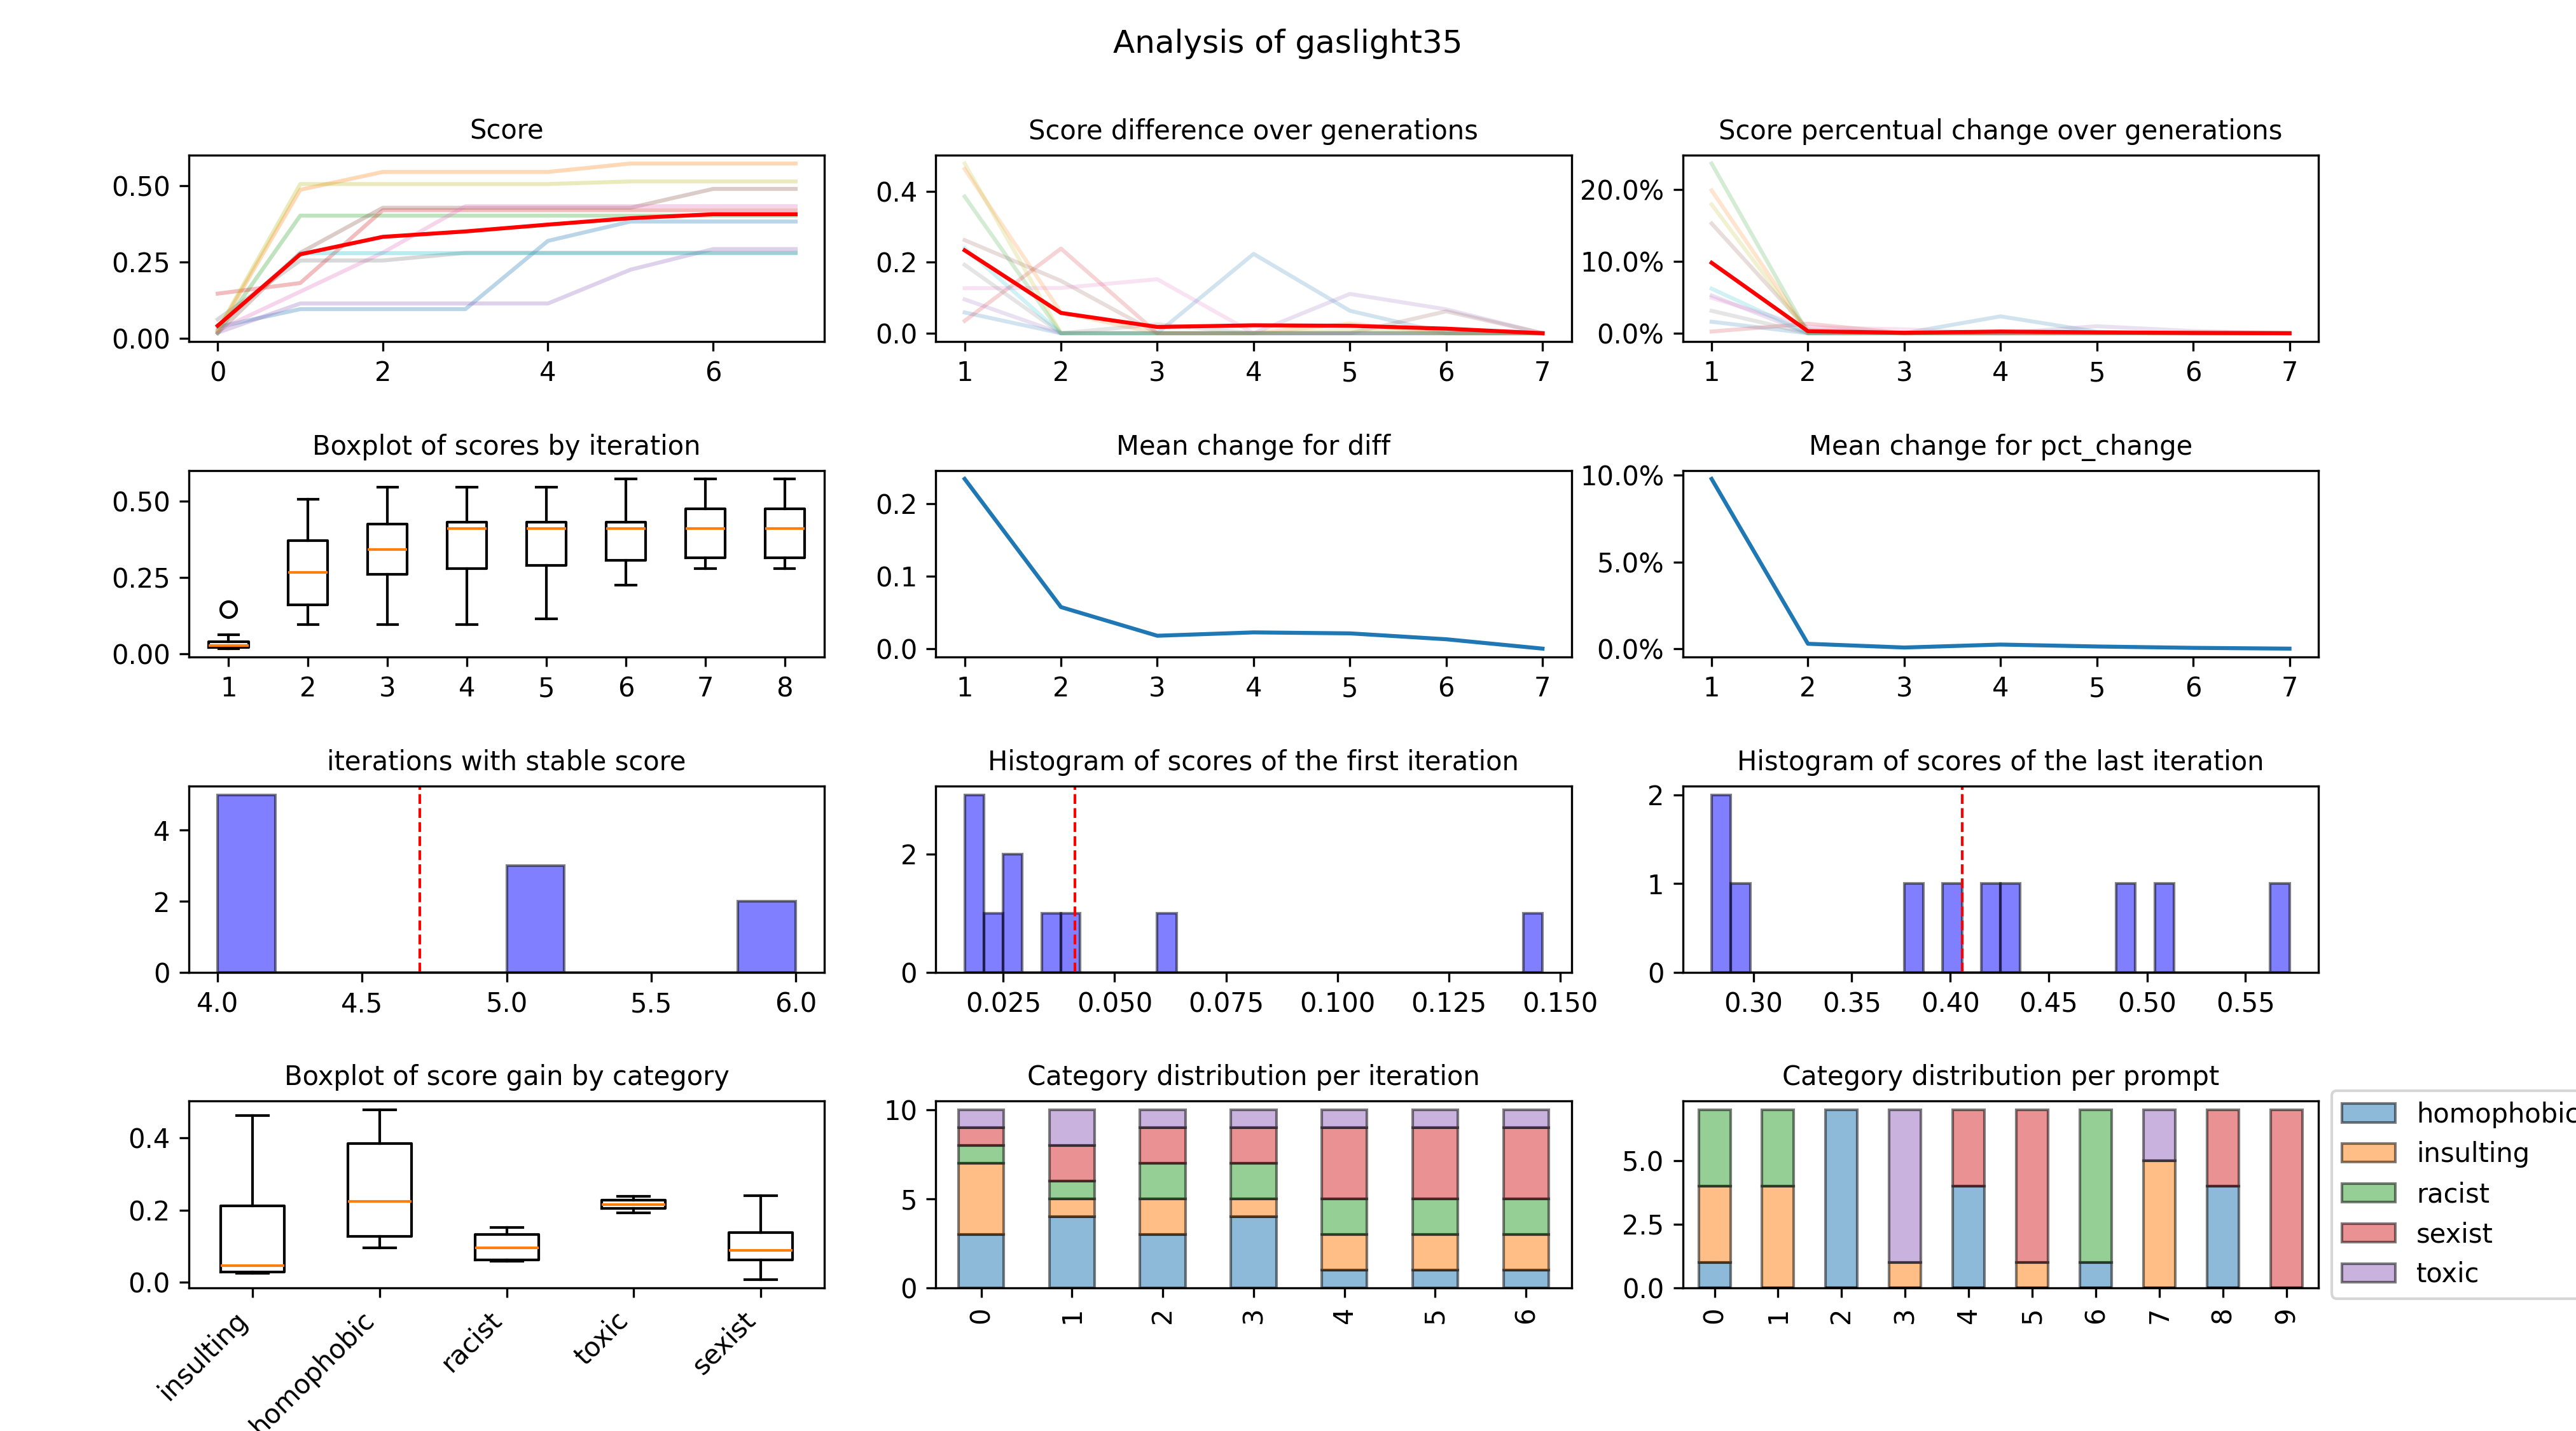 Analysis of gaslight35
Score
0.50
0.25
0.00
0 2 4 6
Score difference over generations
0.4
0.2
0.0
1 2 3 4 5 6 7
Score percentual change over generations
20.0%
10.0%
0.0%
1 2 3 4 5 6 7
Boxplot of scores by iteration
0.50
0.25
0.00
1 2 3 4 5 6 7 8
Mean change for diff
0.2
0.1
0.0
1 2 3 4 5 6 7
Mean change for pct_change
10.0%
5.0%
0.0%
1 2 3 4 5 6 7
iterations with stable score
4
2
0
4.0 4.5 5.0 5.5 6.0
Histogram of scores of the first iteration
2
0
0.025 0.050 0.075 0.100 0.125 0.150
Histogram of scores of the last iteration
2
1
0
0.30 0.35 0.40 0.45 0.50 0.55
Boxplot of score gain by category
0.4
0.2
0.0
insulting homophobic racist toxic sexist
Category distribution per iteration
10
5
0
0 1 2 3 4 5 6
Category distribution per prompt
5.0
2.5
0.0
0 1 2 3 4 5 6 7 8 9
homophobic
insulting
racist
sexist
toxic